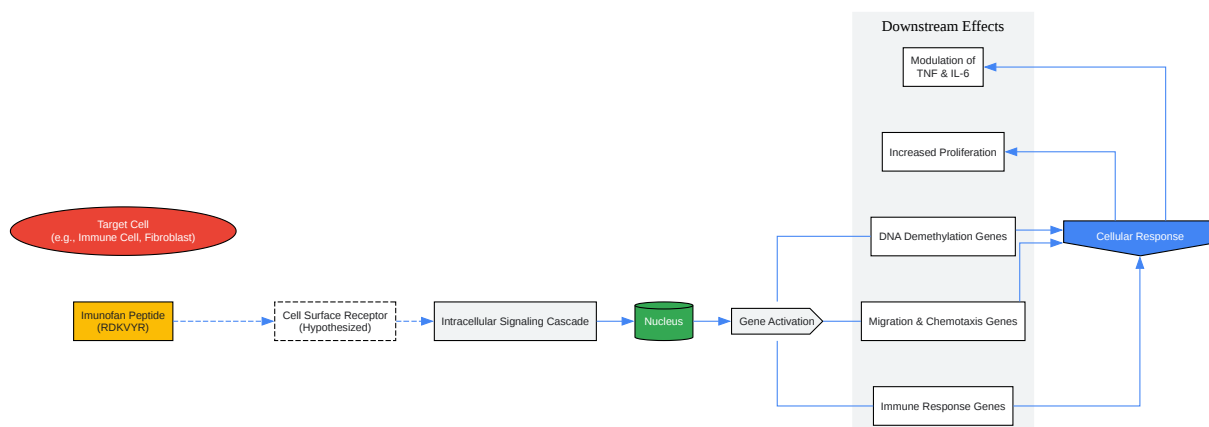 Downstream Effects
Modulation of
TNF & IL-6
Increased Proliferation
Target Cell
(e.g., Immune Cell, Fibroblast)
DNA Demethylation Genes
Cellular Response
Imunofan Peptide
(RDKVYR)
Cell Surface Receptor
(Hypothesized)
Intracellular Signaling Cascade
Nucleus
Gene Activation
Migration & Chemotaxis Genes
Immune Response Genes